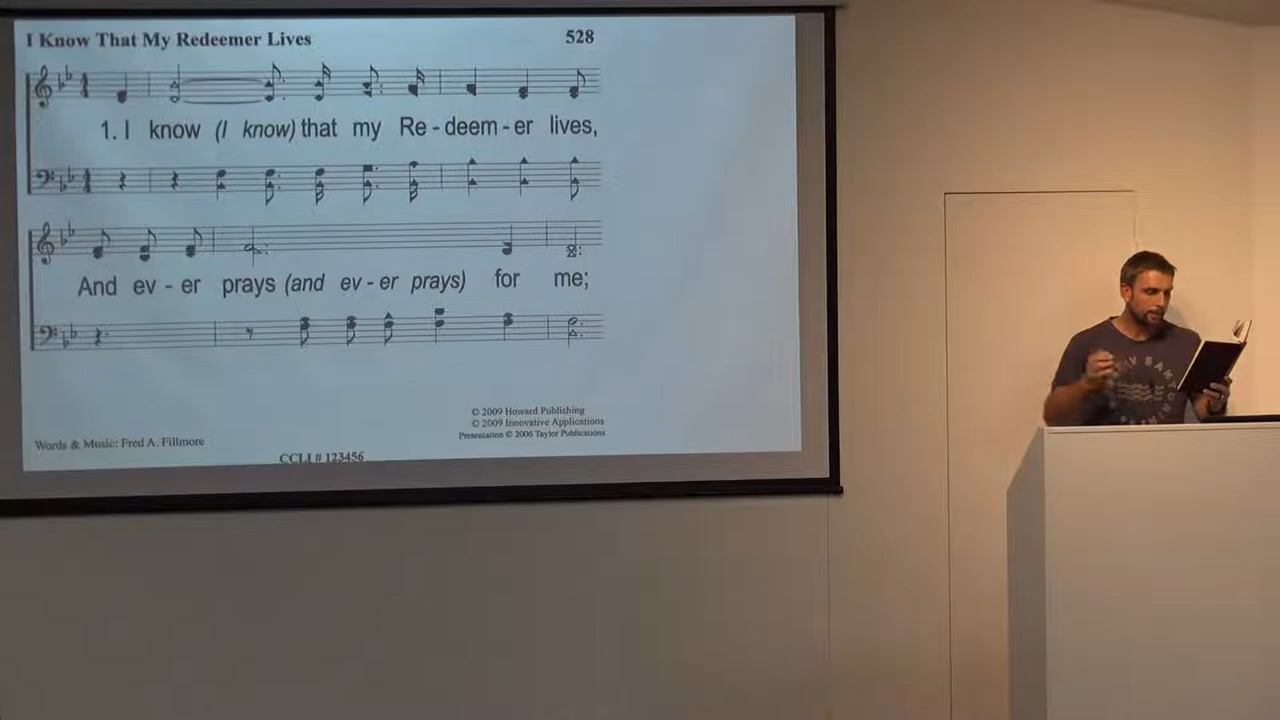 I Know That My Redeemer Lives 528
1. I know (I know) that my Re - deem - er lives,
And ev - er prays (and ev - er prays) for me;
© 2009 Howard Publishing
© 2009 Innovative Applications
Words & Music: Fred A. Fillmore Presentation © 2006 Taylor Publications
CCLI # 123456